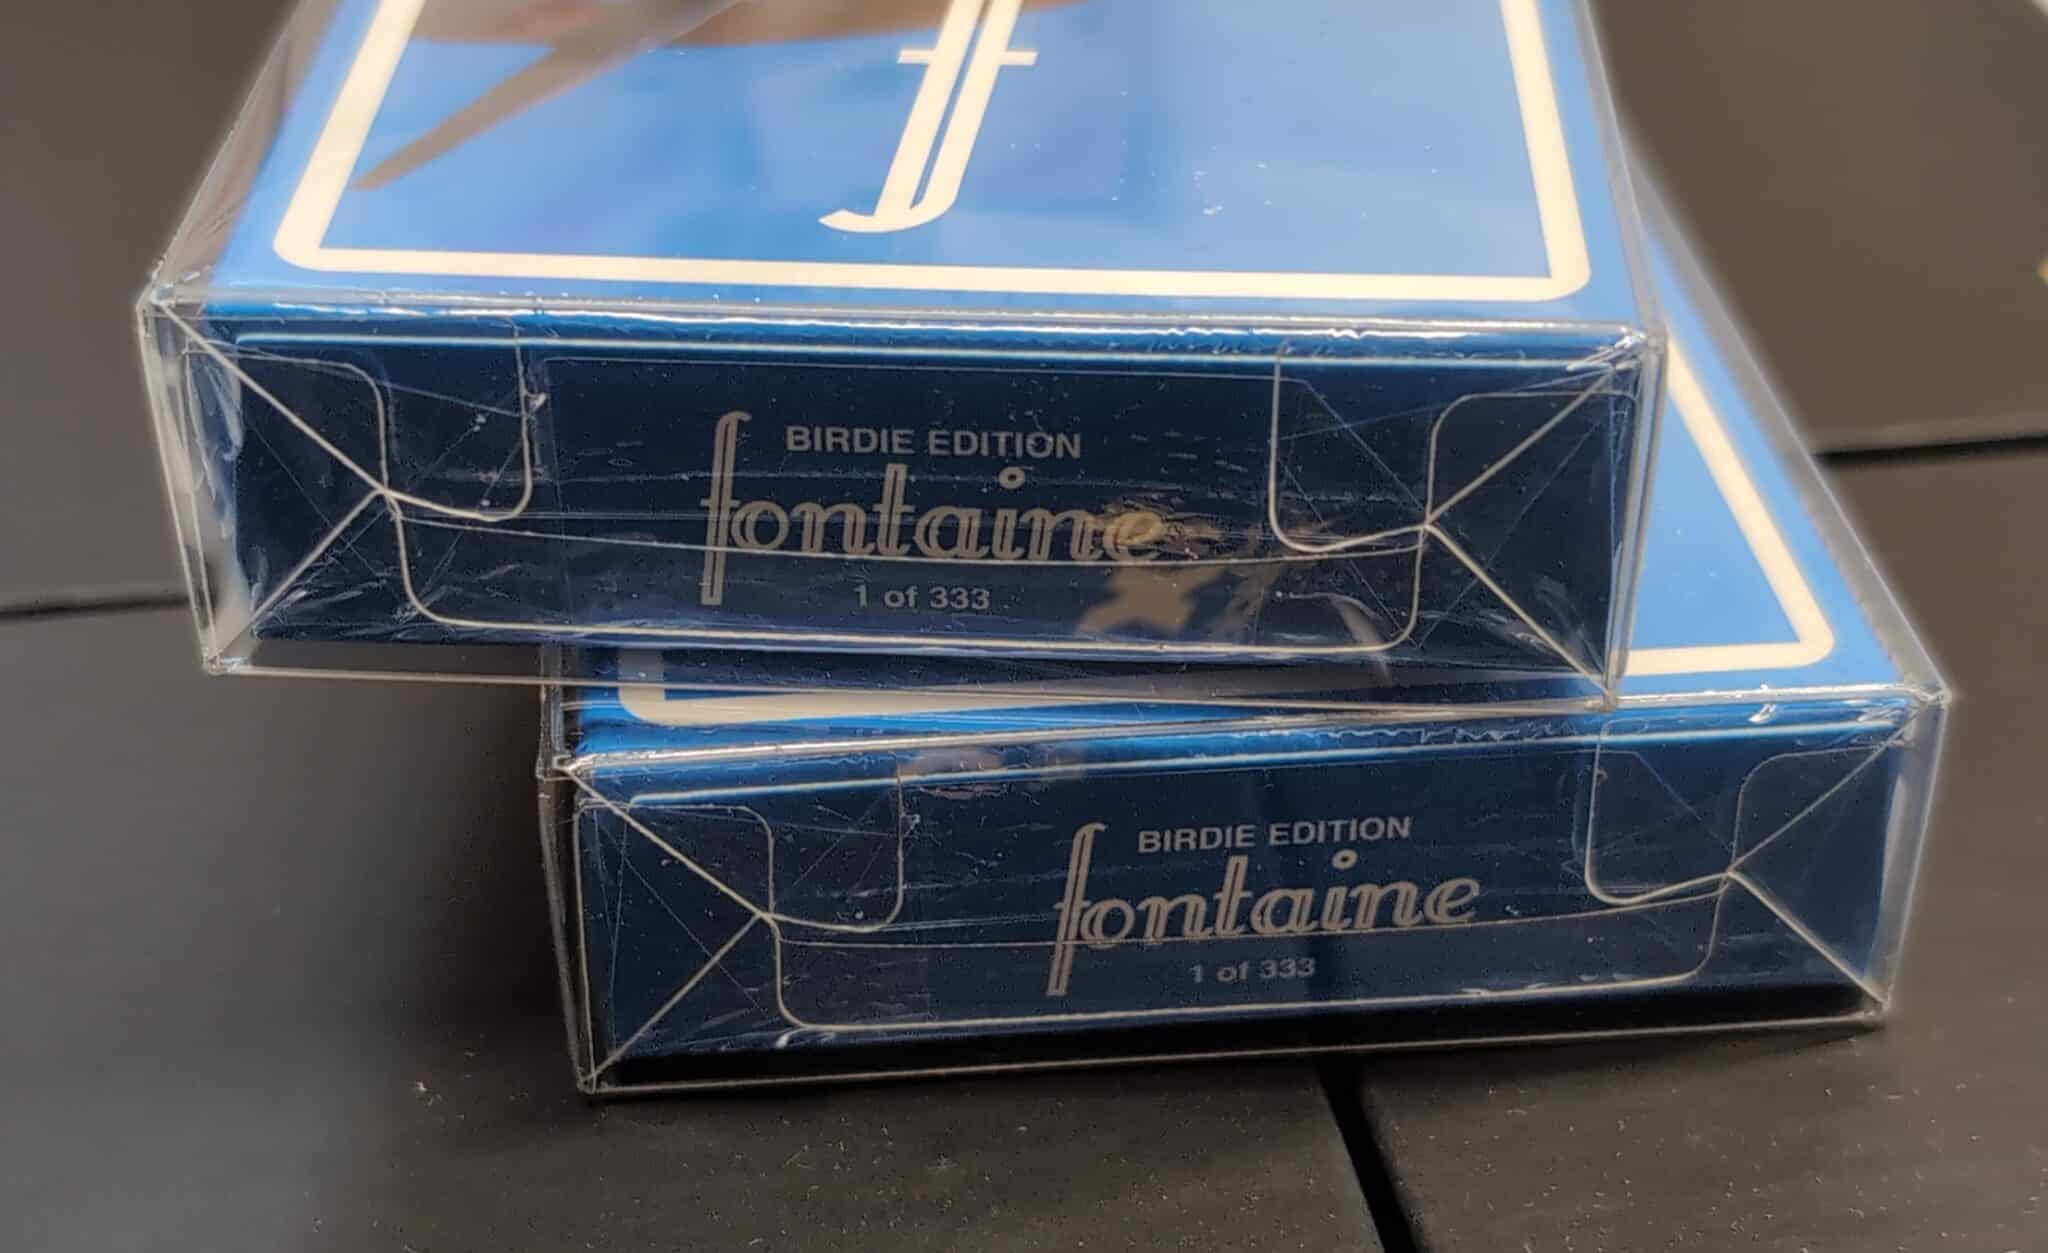 f
BIRDIE EDITION
fontaine
1 of 333
BIRDIE EDITION
fontaine
1 of 333